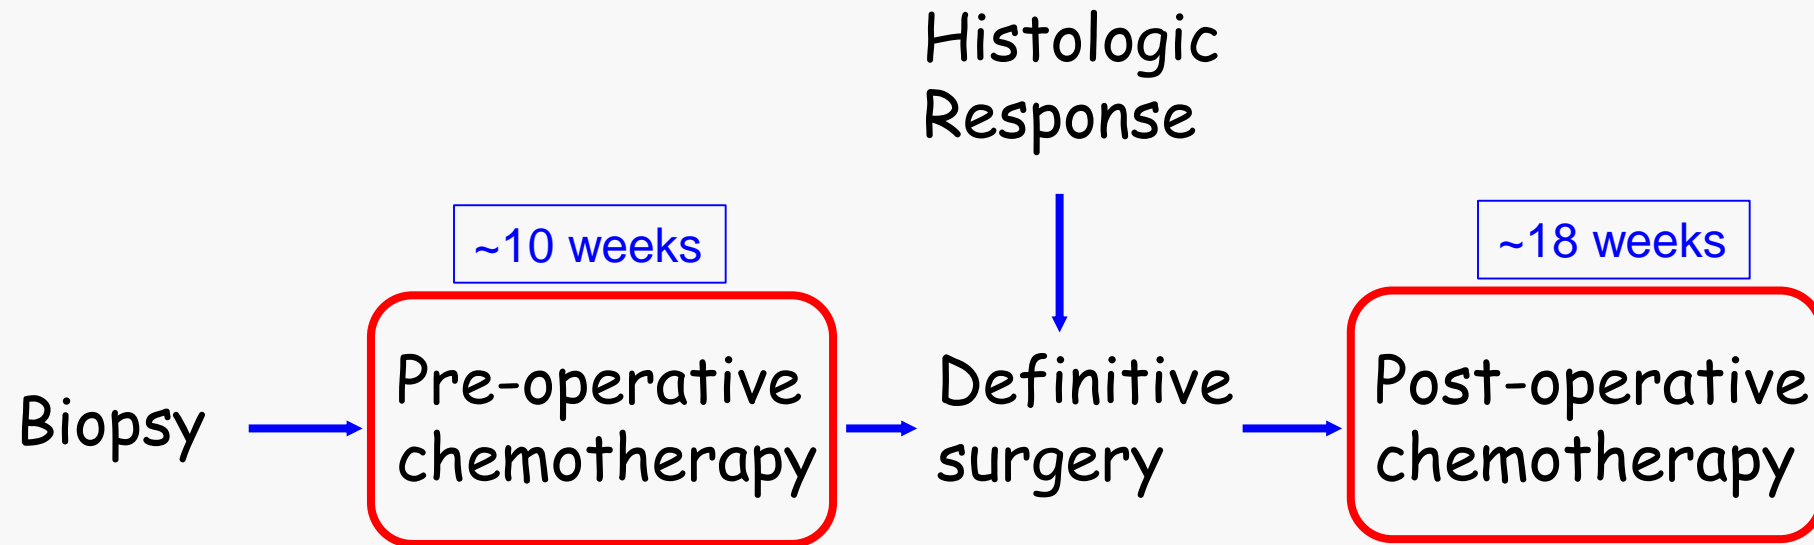 Histologic
Response
~10 weeks
~18 weeks
Biopsy
Pre-operative
chemotherapy
Definitive
surgery
Post-operative
chemotherapy